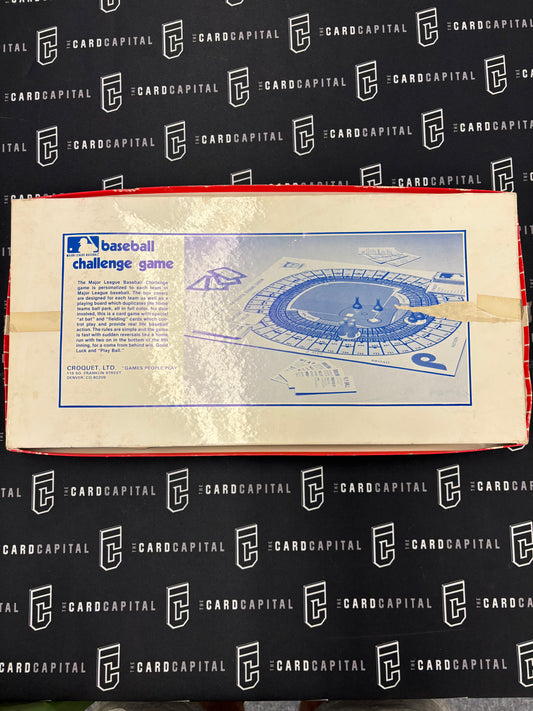 THE CARDCAPITAL
MAJOR LEAGUE BASEBALL
baseball
challenge game
The Major League Baseball Challenge
game is personalized to each team in
Major League baseball. The box covers
are designed for each team as well as a
playing board which duplicates the home
teams ball park, all in full color. No dice
involved, this is a card game with special
"at bat" and "fielding" cards which con-
trol play and provide real life baseball
action. The rules are simple and the game
is fast with sudden reversals like a home
run with two on in the bottom of the 9th
inning, for a come from behind win. Good
Luck and "Play Ball."
CROQUET, LTD. "GAMES PEOPLE PLAY"
SO. FRANKLIN STREET
DENVER, CO 80209